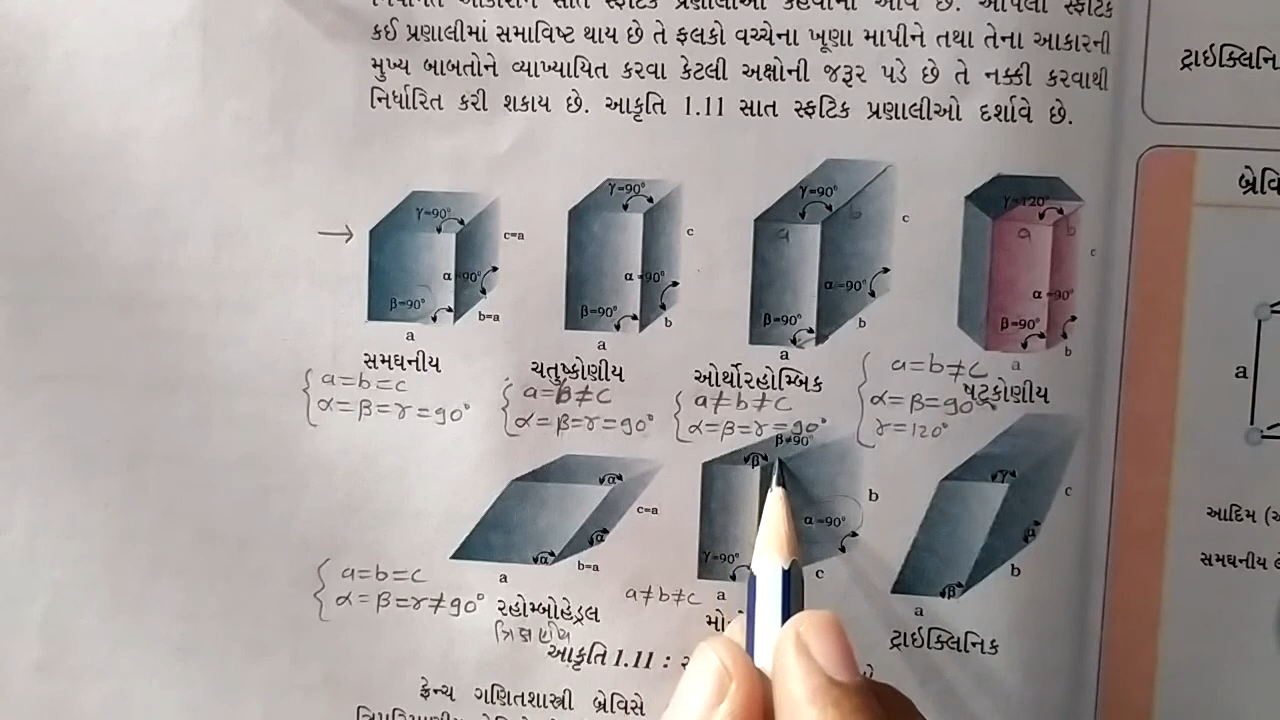 કઈ પ્રણાલીમાં સમાવિષ્ટ થાય છે તે ફલકો વચ્ચેના ખૂણા માપીને તથા તેના આકારની
મુખ્ય બાબતોને વ્યાખ્યાયિત કરવા કેટલી અક્ષોની જરૂર પડે છે તે નક્કી કરવાથી
નિર્ધારિત કરી શકાય છે. આકૃતિ 1.11 સાત સ્ફટિક પ્રણાલીઓ દર્શાવે છે.
γ=90° c=a α=90° β=90° b=a a
સમઘનીય
a=b=c
α=β=γ=90°
γ=90° c α=90° β=90° b a
ચતુષ્કોણીય
a=b≠c
α=β=γ=90°
γ=90° a b c α=90° β=90° b a
ઓર્થોરહોમ્બિક
a≠b≠c
α=β=γ=90°
γ=120° a b c α=90° β=90° b a
ષટ્કોણીય
a=b≠c
α=β=90°
γ=120°
α c=a α α b=a a
રહોમ્બોહેડ્રલ
a=b=c
α=β=γ≠90°
β≠90° β b α=90° γ=90° c a
a≠b≠c
γ c α b β a
ટ્રાઇક્લિનિક
આકૃતિ 1.11 :
ફ્રેન્ચ ગણિતશાસ્ત્રી બ્રેવિસે
ટ્રાઇક્લિનિ
બ્રેવિ
a
આદિમ
સમઘનીય